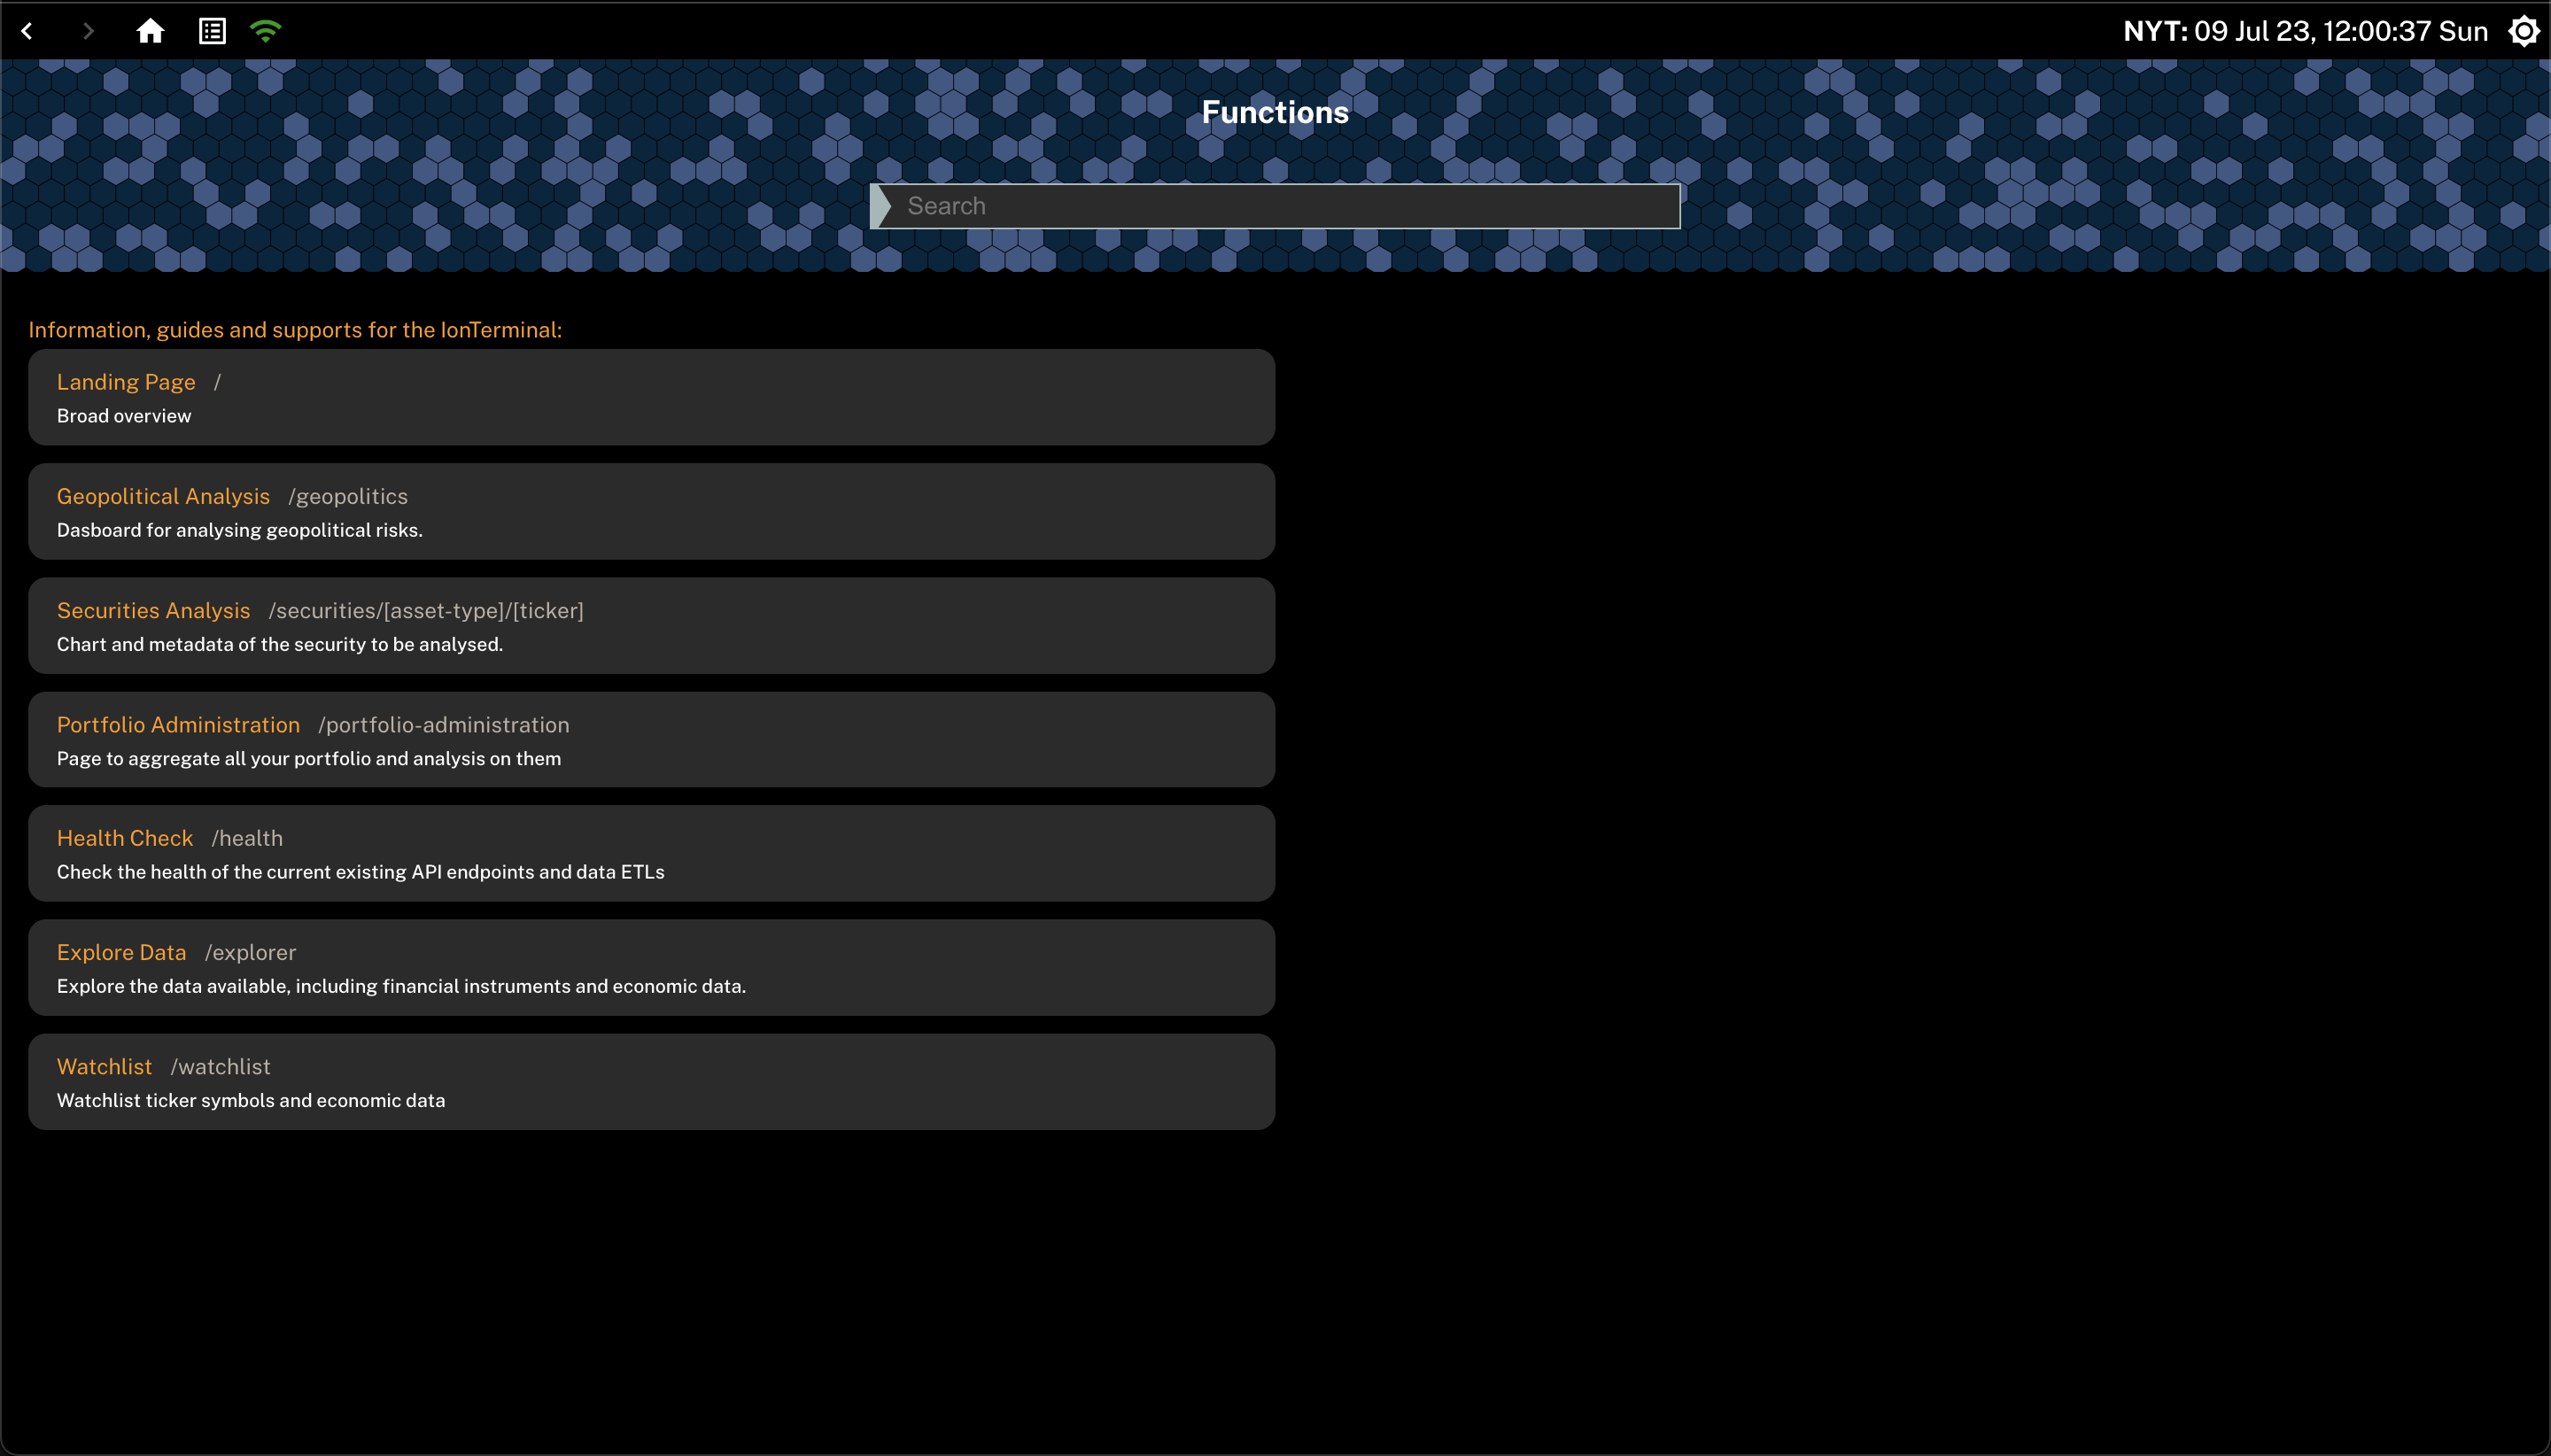 NYT: 09 Jul 23, 12:00:37 Sun
Functions
Search
Information, guides and supports for the IonTerminal:
Landing Page /
Broad overview
Geopolitical Analysis /geopolitics
Dasboard for analysing geopolitical risks.
Securities Analysis /securities/[asset-type]/[ticker]
Chart and metadata of the security to be analysed.
Portfolio Administration /portfolio-administration
Page to aggregate all your portfolio and analysis on them
Health Check /health
Check the health of the current existing API endpoints and data ETLs
Explore Data /explorer
Explore the data available, including financial instruments and economic data.
Watchlist /watchlist
Watchlist ticker symbols and economic data